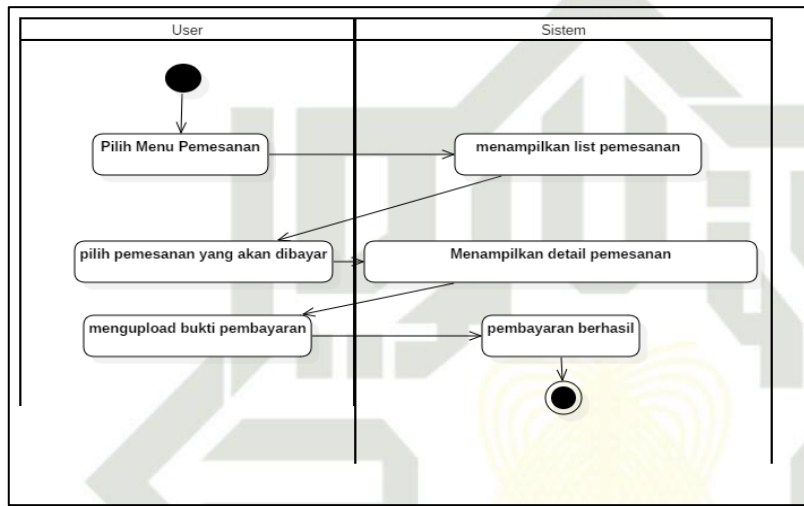 User
Sistem
Pilih Menu Pemesanan
menampilkan list pemesanan
pilih pemesanan yang akan dibayar
Menampilkan detail pemesanan
mengupload bukti pembayaran
pembayaran berhasil